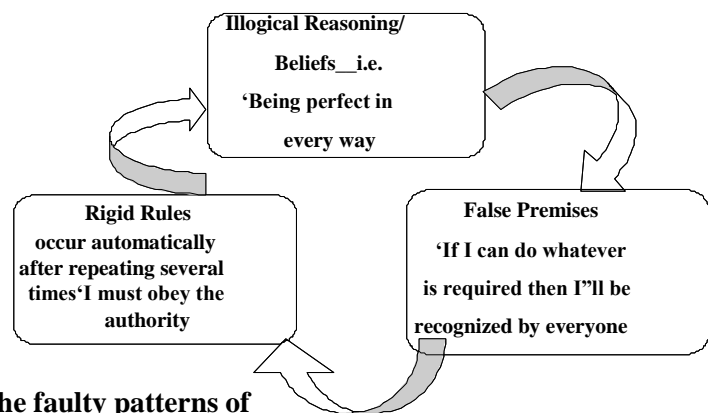 Illogical Reasoning/
Beliefs__i.e.
‘Being perfect in
every way
Rigid Rules
occur automatically
after repeating several
times‘I must obey the
authority
False Premises
‘If I can do whatever
is required then I”ll be
recognized by everyone
he faulty patterns of